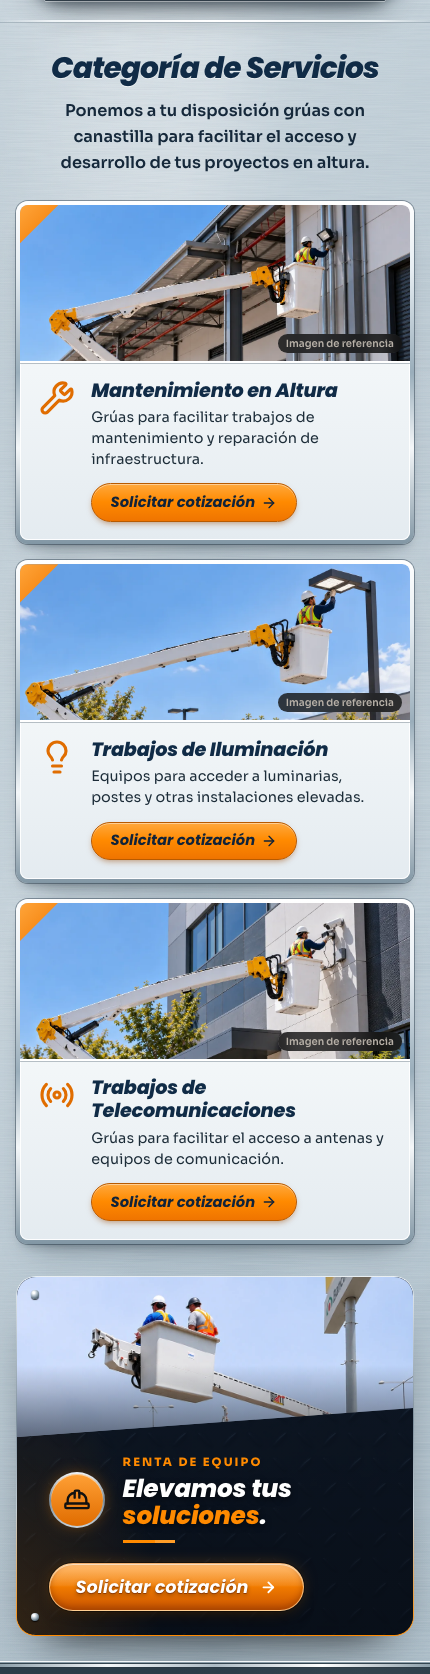 Categoría de Servicios
Ponemos a tu disposición grúas con
canastilla para facilitar el acceso y
desarrollo de tus proyectos en altura.
Imagen de referencia
Mantenimiento en Altura
Grúas para facilitar trabajos de
mantenimiento y reparación de
infraestructura.
Solicitar cotización →
Imagen de referencia
Trabajos de Iluminación
Equipos para acceder a luminarias,
postes y otras instalaciones elevadas.
Solicitar cotización →
Imagen de referencia
Trabajos de
Telecomunicaciones
Grúas para facilitar el acceso a antenas y
equipos de comunicación.
Solicitar cotización →
RENTA DE EQUIPO
Elevamos tus
soluciones.
Solicitar cotización →